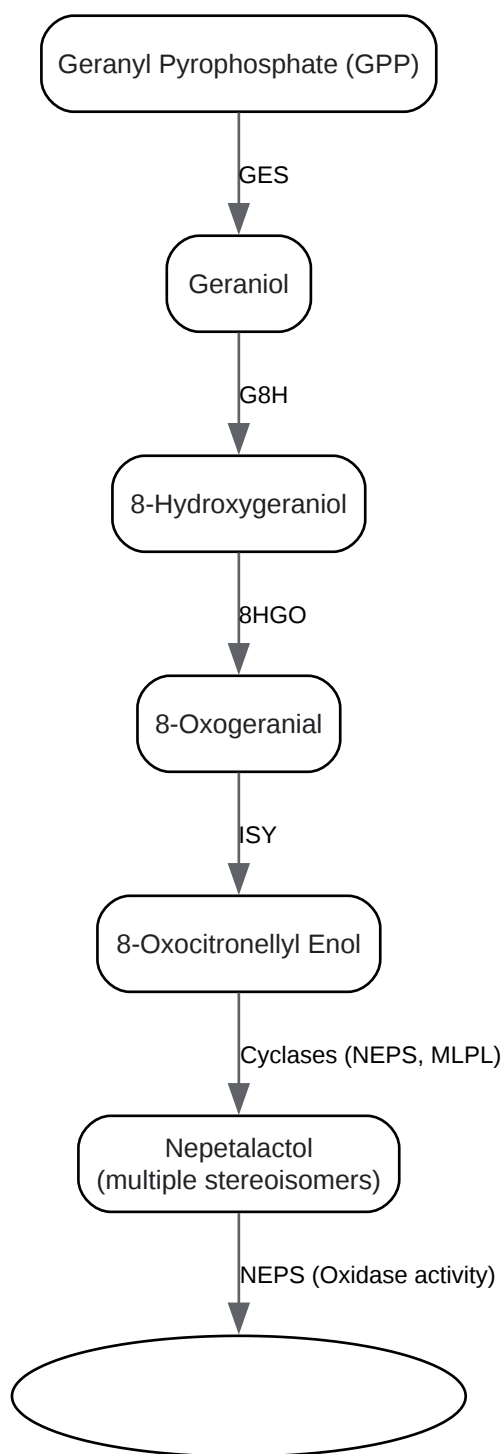 Geranyl Pyrophosphate (GPP)
GES
Geraniol
G8H
8-Hydroxygeraniol
8HGO
8-Oxogeranial
ISY
8-Oxocitronellyl Enol
Cyclases (NEPS, MLPL)
Nepetalactol
(multiple stereoisomers)
NEPS (Oxidase activity)